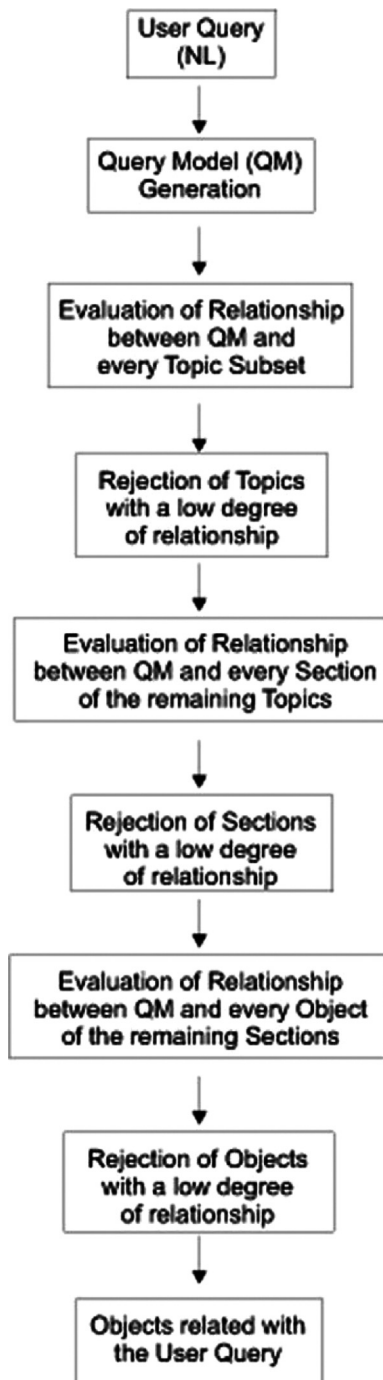 User Query
(NL)
Query Model (QM)
Generation
Evaluation of Relationship
between QM and
every Topic Subset
Rejection of Topics
with a low degree
of relationship
Evaluation of Relationship
between QM and every Section
of the remaining Topics
Rejection of Sections
with a low degree
of relationship
Evaluation of Relationship
between QM and every Object
of the remaining Sections
Rejection of Objects
with a low degree
of relationship
Objects related with
the User Query